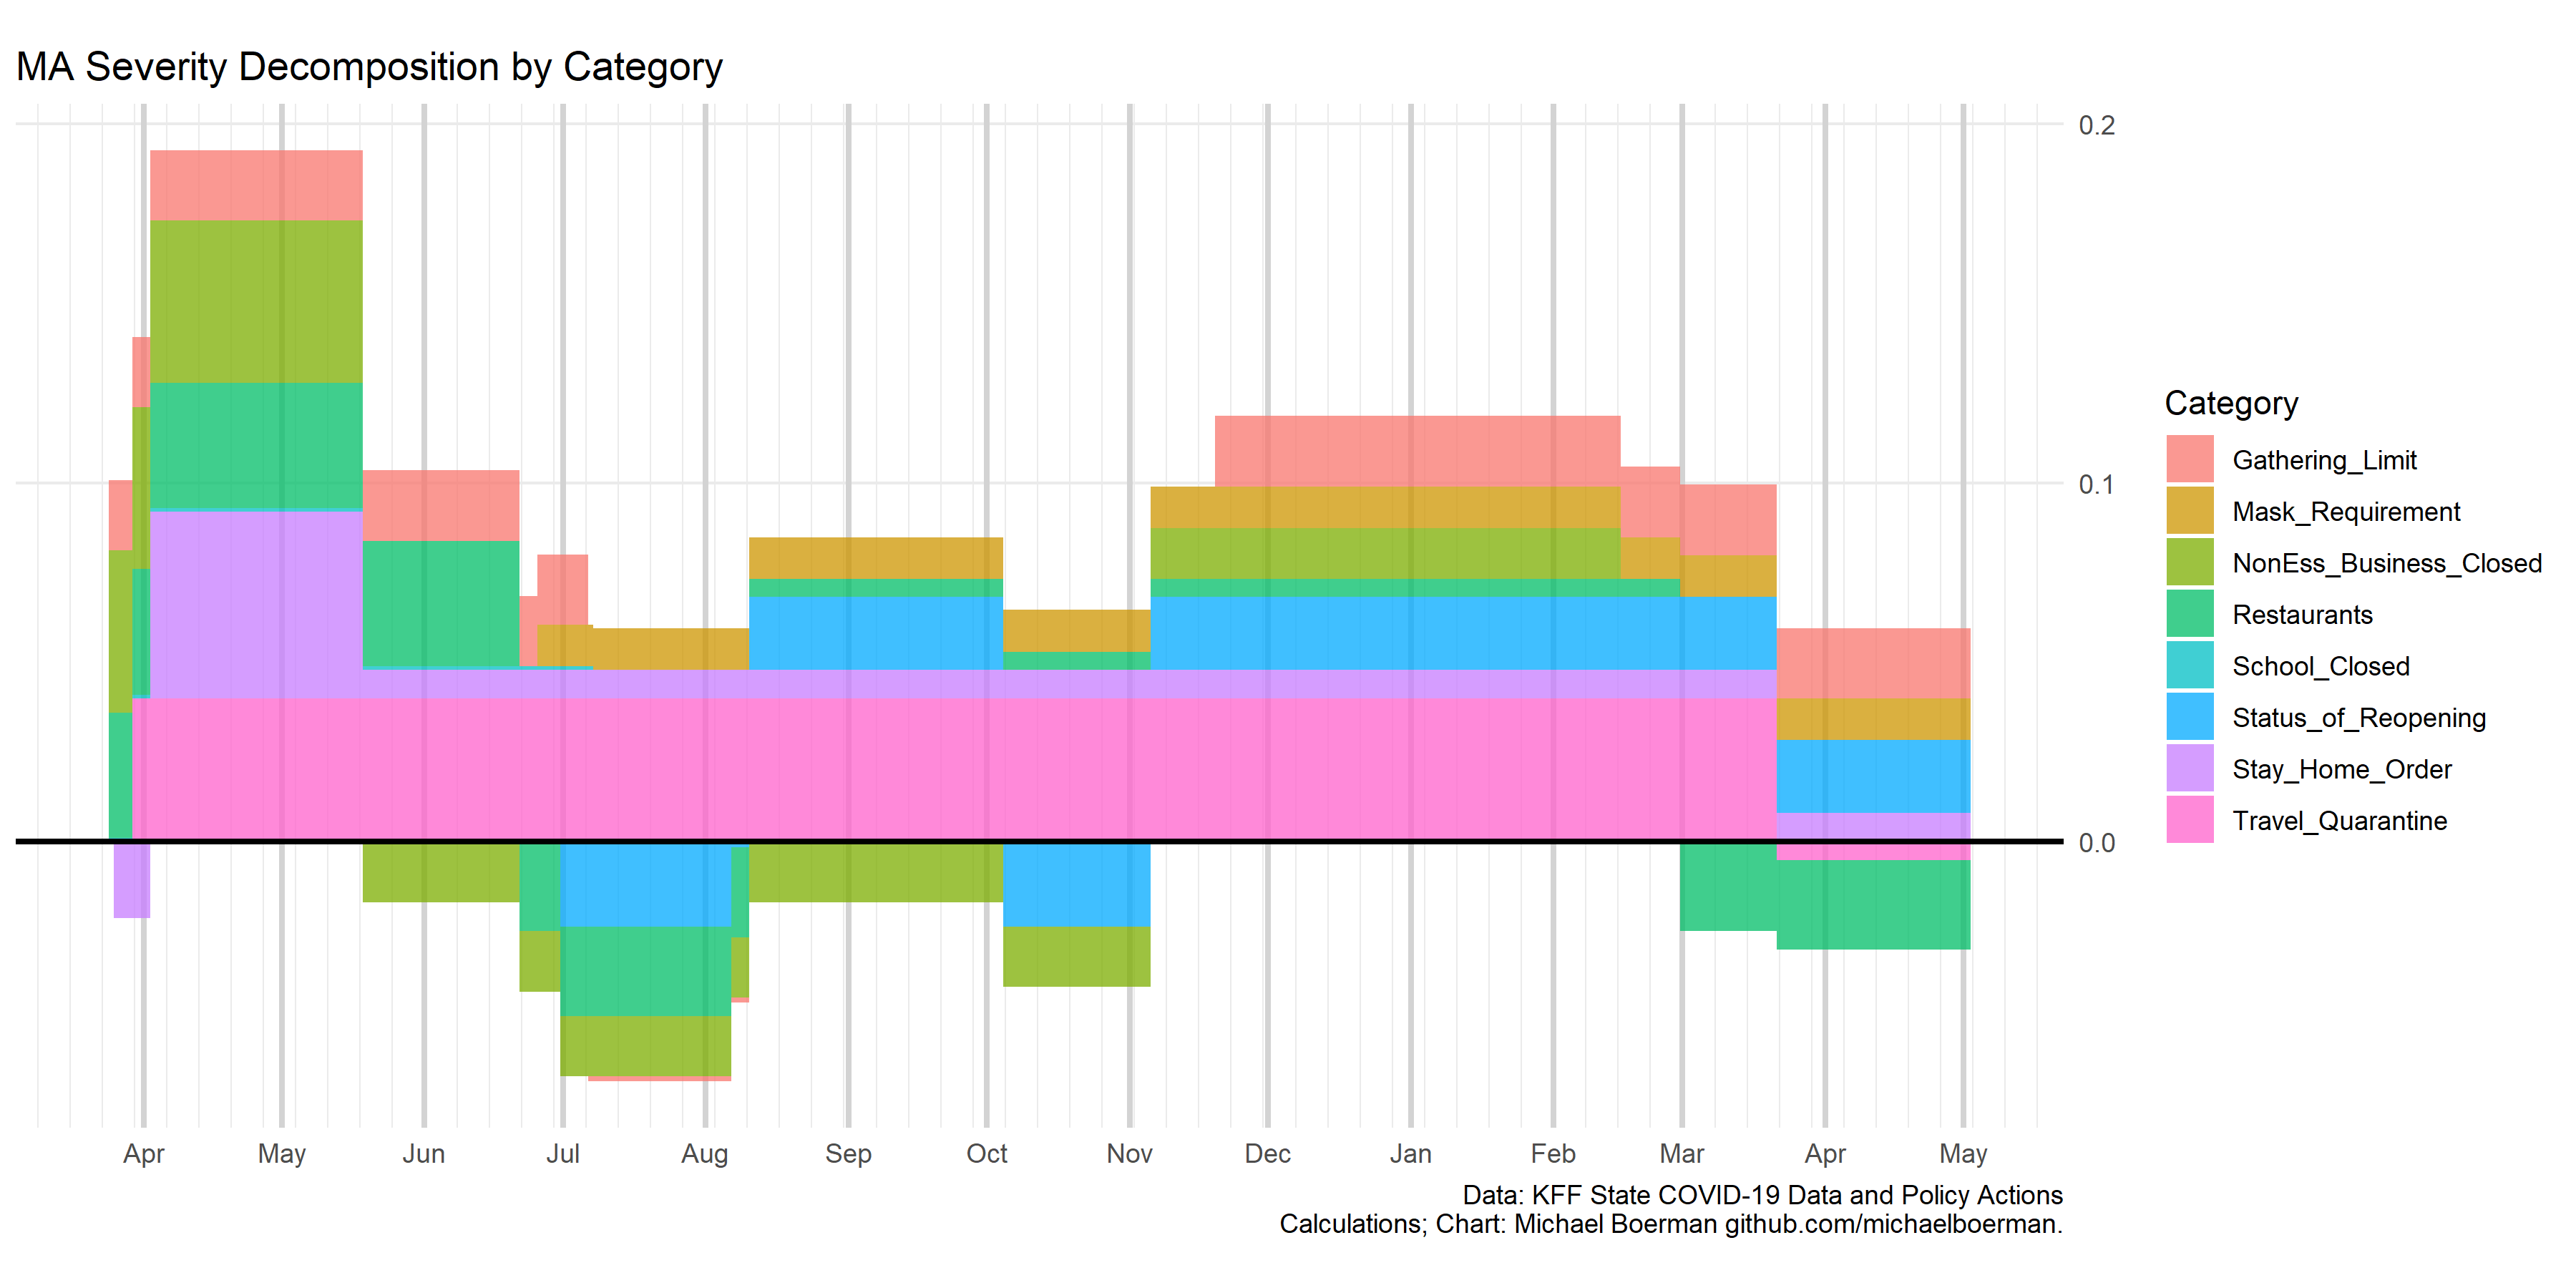 MA Severity Decomposition by Category
0.2
0.1
0.0
Apr May Jun Jul Aug Sep Oct Nov Dec Jan Feb Mar Apr May
Category
Gathering_Limit
Mask_Requirement
NonEss_Business_Closed
Restaurants
School_Closed
Status_of_Reopening
Stay_Home_Order
Travel_Quarantine
Data: KFF State COVID-19 Data and Policy Actions
Calculations; Chart: Michael Boerman github.com/michaelboerman.